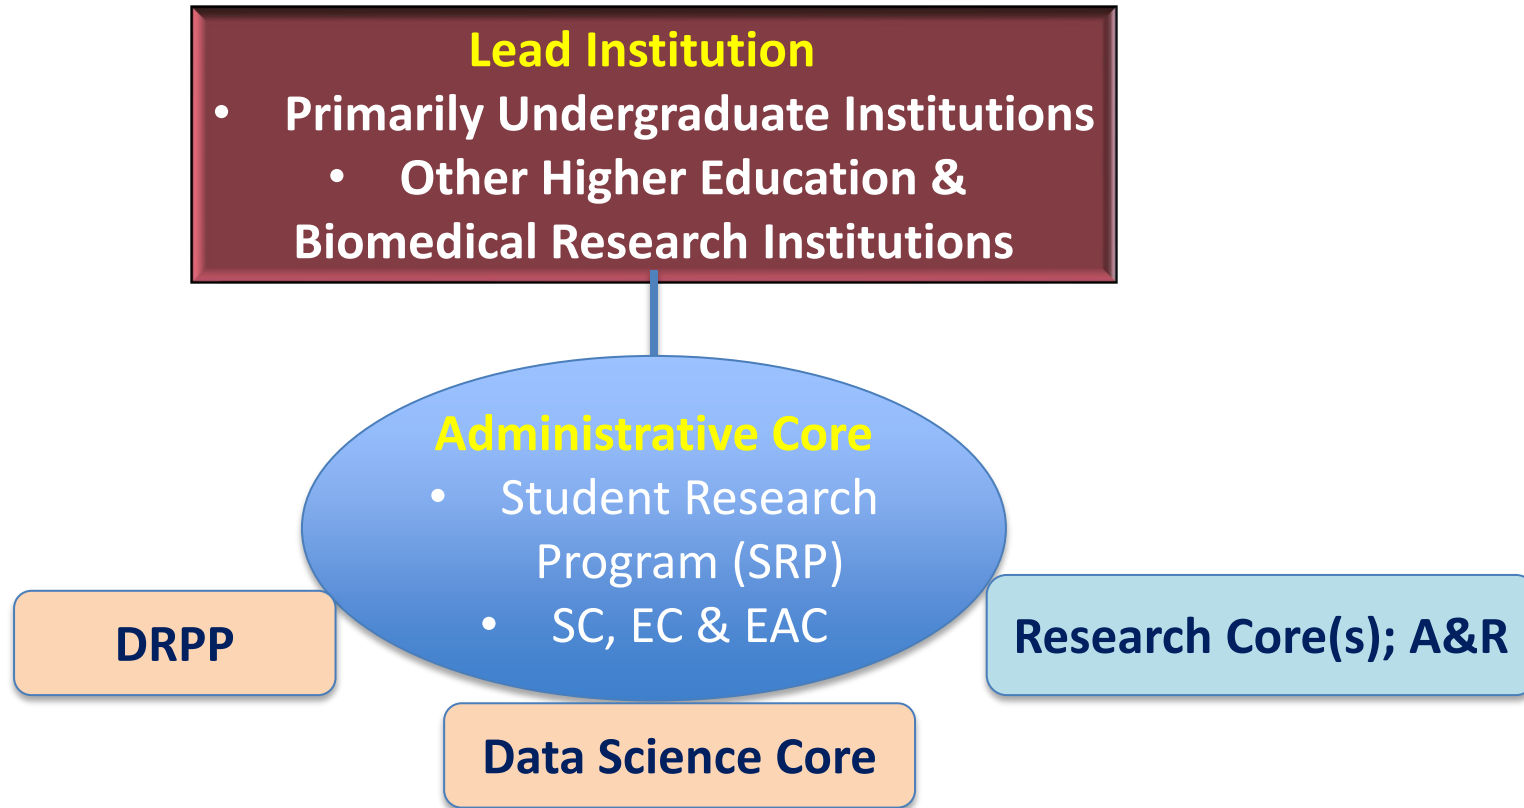 Lead Institution
• Primarily Undergraduate Institutions
• Other Higher Education &
Biomedical Research Institutions
Administrative Core
• Student Research
Program (SRP)
• SC, EC & EAC
DRPP
Research Core(s); A&R
Data Science Core